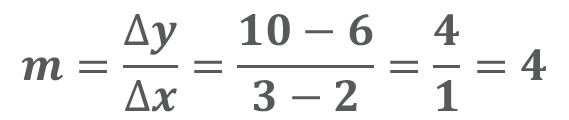 m = Δy/Δx = (10 − 6)/(3 − 2) = 4/1 = 4